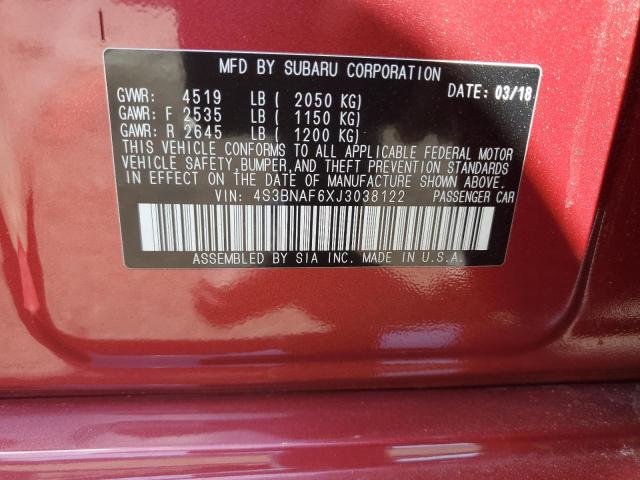 MFD BY SUBARU CORPORATION
DATE: 03/18
GVWR: 4519 LB ( 2050 KG)
GAWR: F 2535 LB ( 1150 KG)
GAWR: R 2645 LB ( 1200 KG)
THIS VEHICLE CONFORMS TO ALL APPLICABLE FEDERAL MOTOR
VEHICLE SAFETY, BUMPER, AND THEFT PREVENTION STANDARDS
IN EFFECT ON THE DATE OF MANUFACTURE SHOWN ABOVE.
VIN: 4S3BNAF6XJ3038122 PASSENGER CAR
ASSEMBLED BY SIA INC. MADE IN U.S.A.